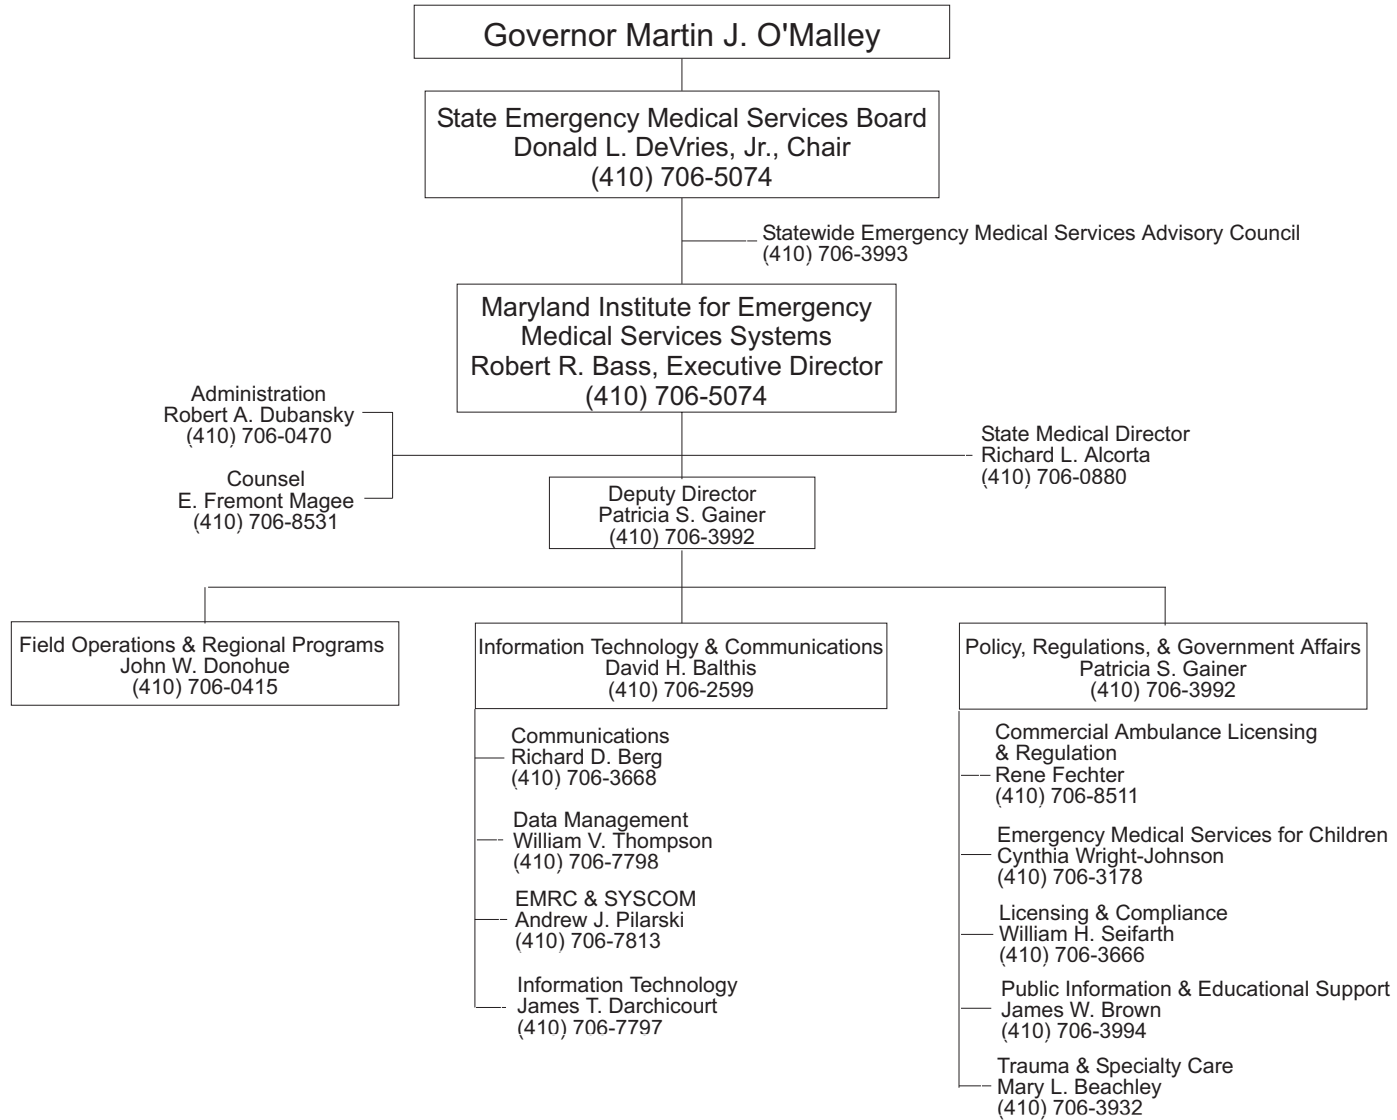 Governor Martin J. O'Malley
State Emergency Medical Services Board
Donald L. DeVries, Jr., Chair
(410) 706-5074
Statewide Emergency Medical Services Advisory Council
(410) 706-3993
Maryland Institute for Emergency
Medical Services Systems
Robert R. Bass, Executive Director
(410) 706-5074
Administration
Robert A. Dubansky
(410) 706-0470
Counsel
E. Fremont Magee
(410) 706-8531
State Medical Director
Richard L. Alcorta
(410) 706-0880
Deputy Director
Patricia S. Gainer
(410) 706-3992
Field Operations & Regional Programs
John W. Donohue
(410) 706-0415
Information Technology & Communications
David H. Balthis
(410) 706-2599
Communications
Richard D. Berg
(410) 706-3668
Data Management
William V. Thompson
(410) 706-7798
EMRC & SYSCOM
Andrew J. Pilarski
(410) 706-7813
Information Technology
James T. Darchicourt
(410) 706-7797
Policy, Regulations, & Government Affairs
Patricia S. Gainer
(410) 706-3992
Commercial Ambulance Licensing
& Regulation
Rene Fechter
(410) 706-8511
Emergency Medical Services for Children
Cynthia Wright-Johnson
(410) 706-3178
Licensing & Compliance
William H. Seifarth
(410) 706-3666
Public Information & Educational Support
James W. Brown
(410) 706-3994
Trauma & Specialty Care
Mary L. Beachley
(410) 706-3932